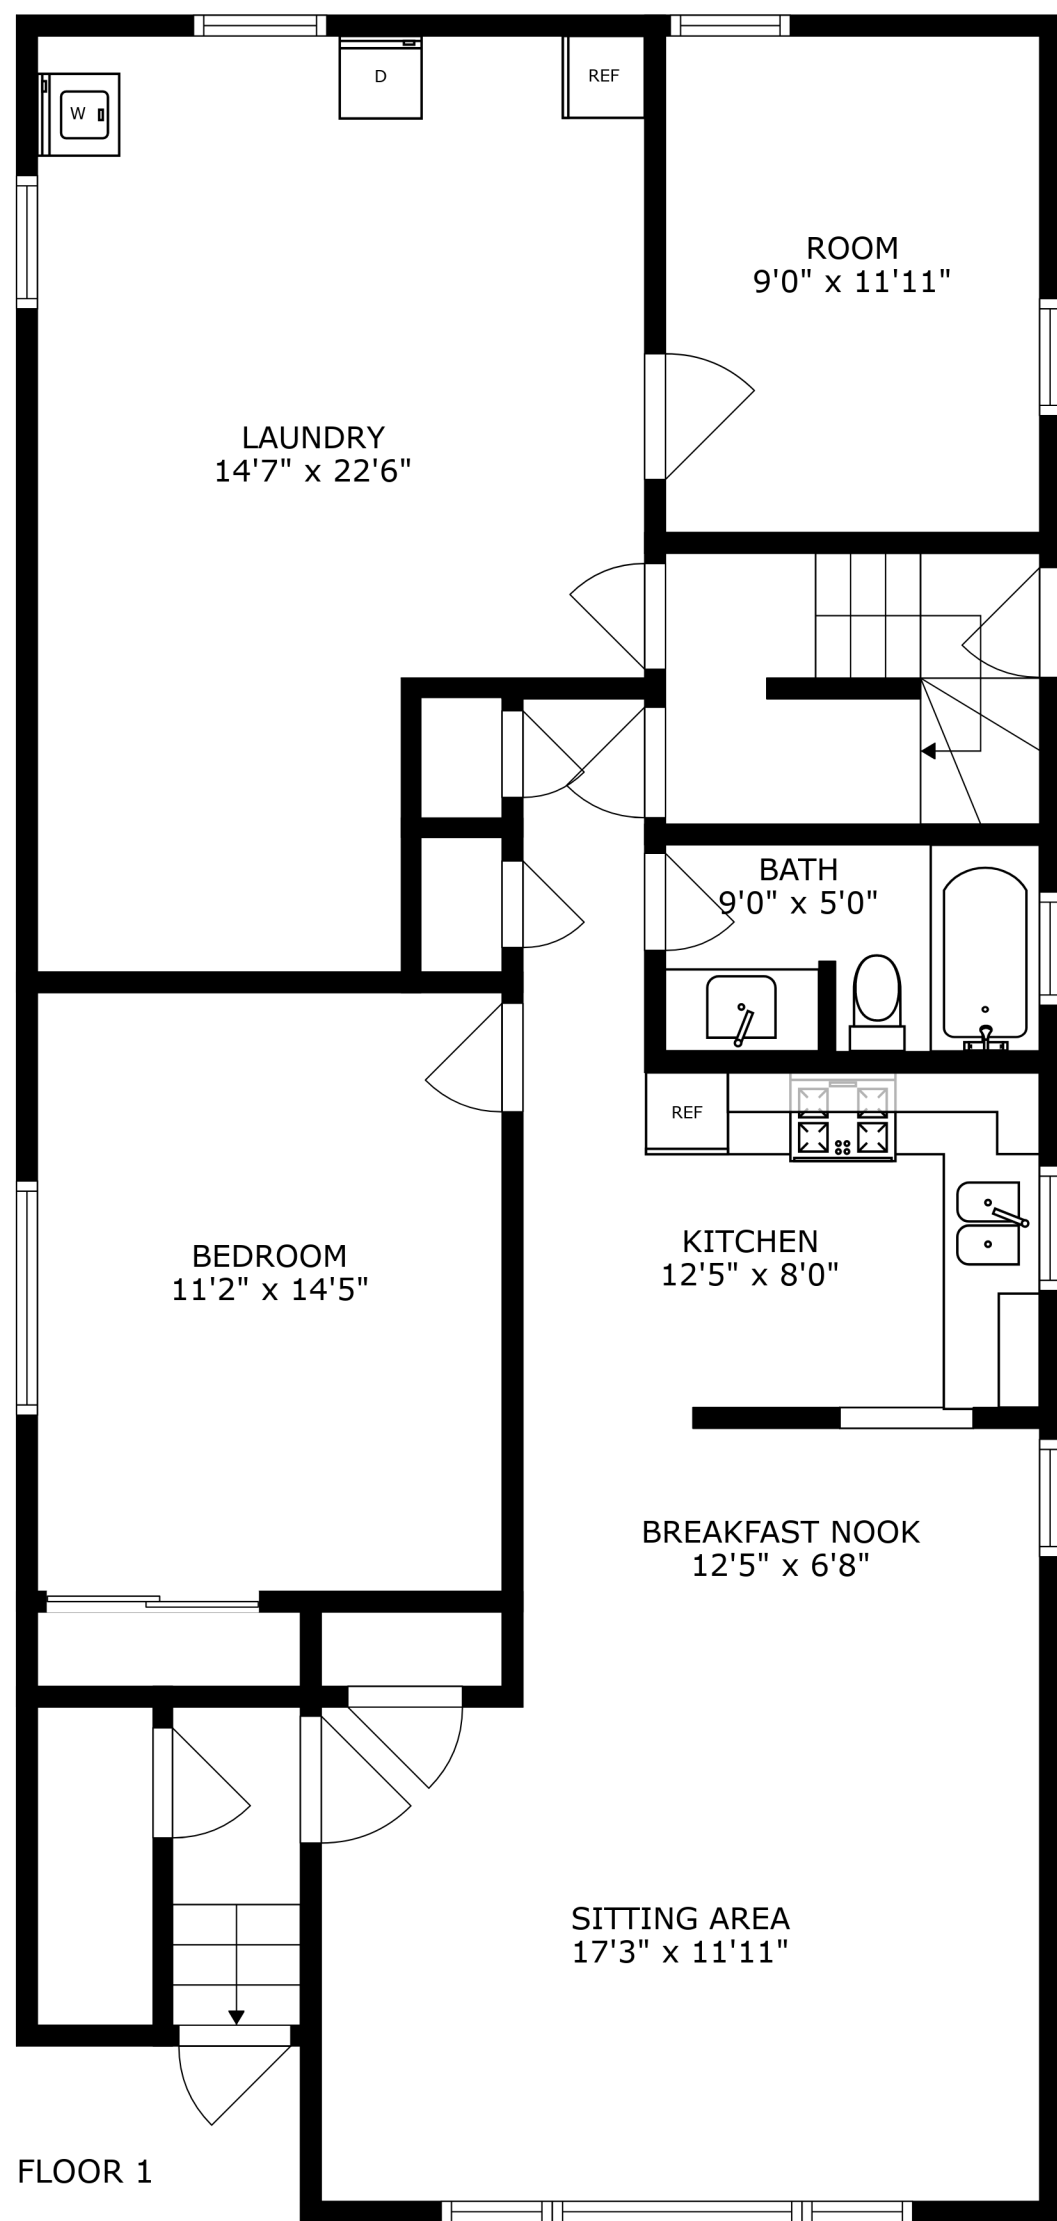 W
D
REF
ROOM
9'0" x 11'11"
LAUNDRY
14'7" x 22'6"
BATH
9'0" x 5'0"
REF
KITCHEN
12'5" x 8'0"
BEDROOM
11'2" x 14'5"
BREAKFAST NOOK
12'5" x 6'8"
SITTING AREA
17'3" x 11'11"
FLOOR 1